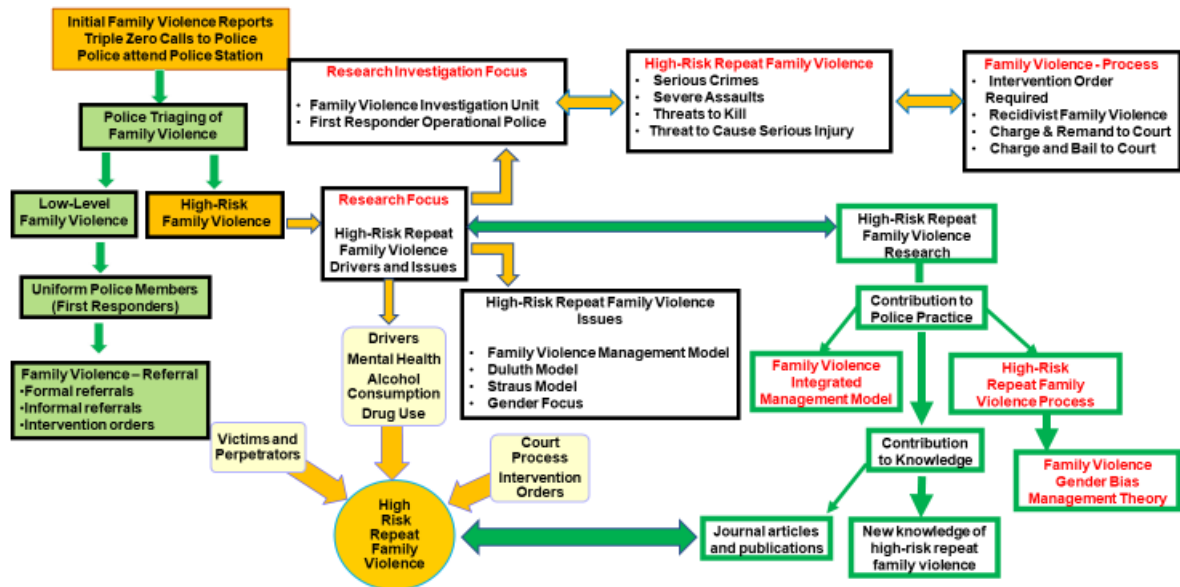 Initial Family Violence Reports
Triple Zero Calls to Police
Police attend Police Station
Police Triaging of
Family Violence
Low-Level
Family Violence
High-Risk
Family Violence
Uniform Police Members
(First Responders)
Family Violence – Referral
•Formal referrals
•Informal referrals
•Intervention orders
Research Investigation Focus
• Family Violence Investigation Unit
• First Responder Operational Police
High-Risk Repeat Family Violence
• Serious Crimes
• Severe Assaults
• Threats to Kill
• Threat to Cause Serious Injury
Family Violence - Process
• Intervention Order
Required
• Recidivist Family Violence
• Charge & Remand to Court
• Charge and Bail to Court
Research Focus
High-Risk Repeat
Family Violence
Drivers and Issues
High-Risk Repeat Family Violence
Issues
• Family Violence Management Model
• Duluth Model
• Straus Model
• Gender Focus
Drivers
Mental Health
Alcohol
Consumption
Drug Use
Victims and
Perpetrators
Court
Process
Intervention
Orders
High
Risk
Repeat
Family
Violence
High-Risk Repeat
Family Violence
Research
Contribution to
Police Practice
Family Violence
Integrated
Management Model
High-Risk
Repeat Family
Violence Process
Contribution
to Knowledge
Family Violence
Gender Bias
Management Theory
Journal articles
and publications
New knowledge of
high-risk repeat
family violence